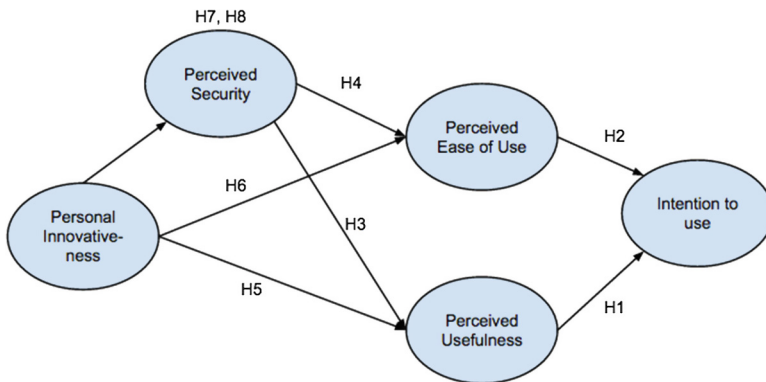 H7, H8
Perceived
Security
H4
Perceived
Ease of Use
H2
H6
Personal
Innovative-
ness
Intention to
use
H3
H5
Perceived
Usefulness
H1